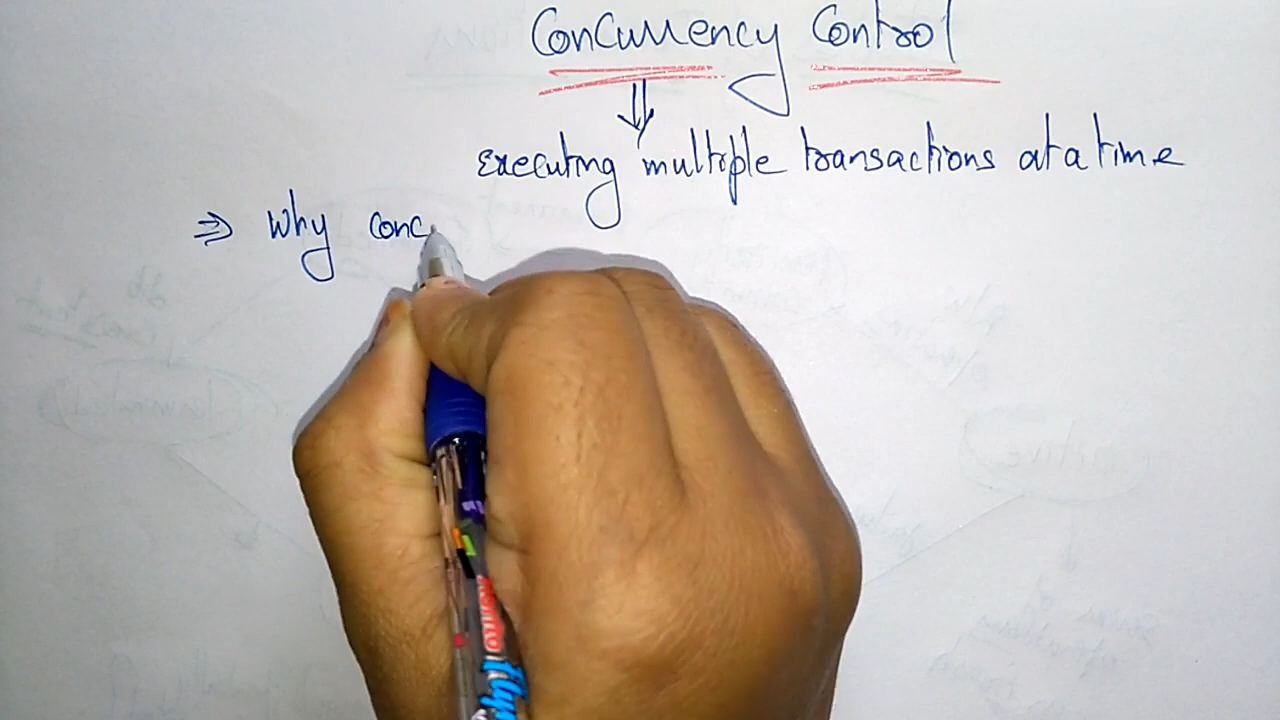 Concurrency Control
⇓
Executing multiple transactions at a time
⇒ Why conc